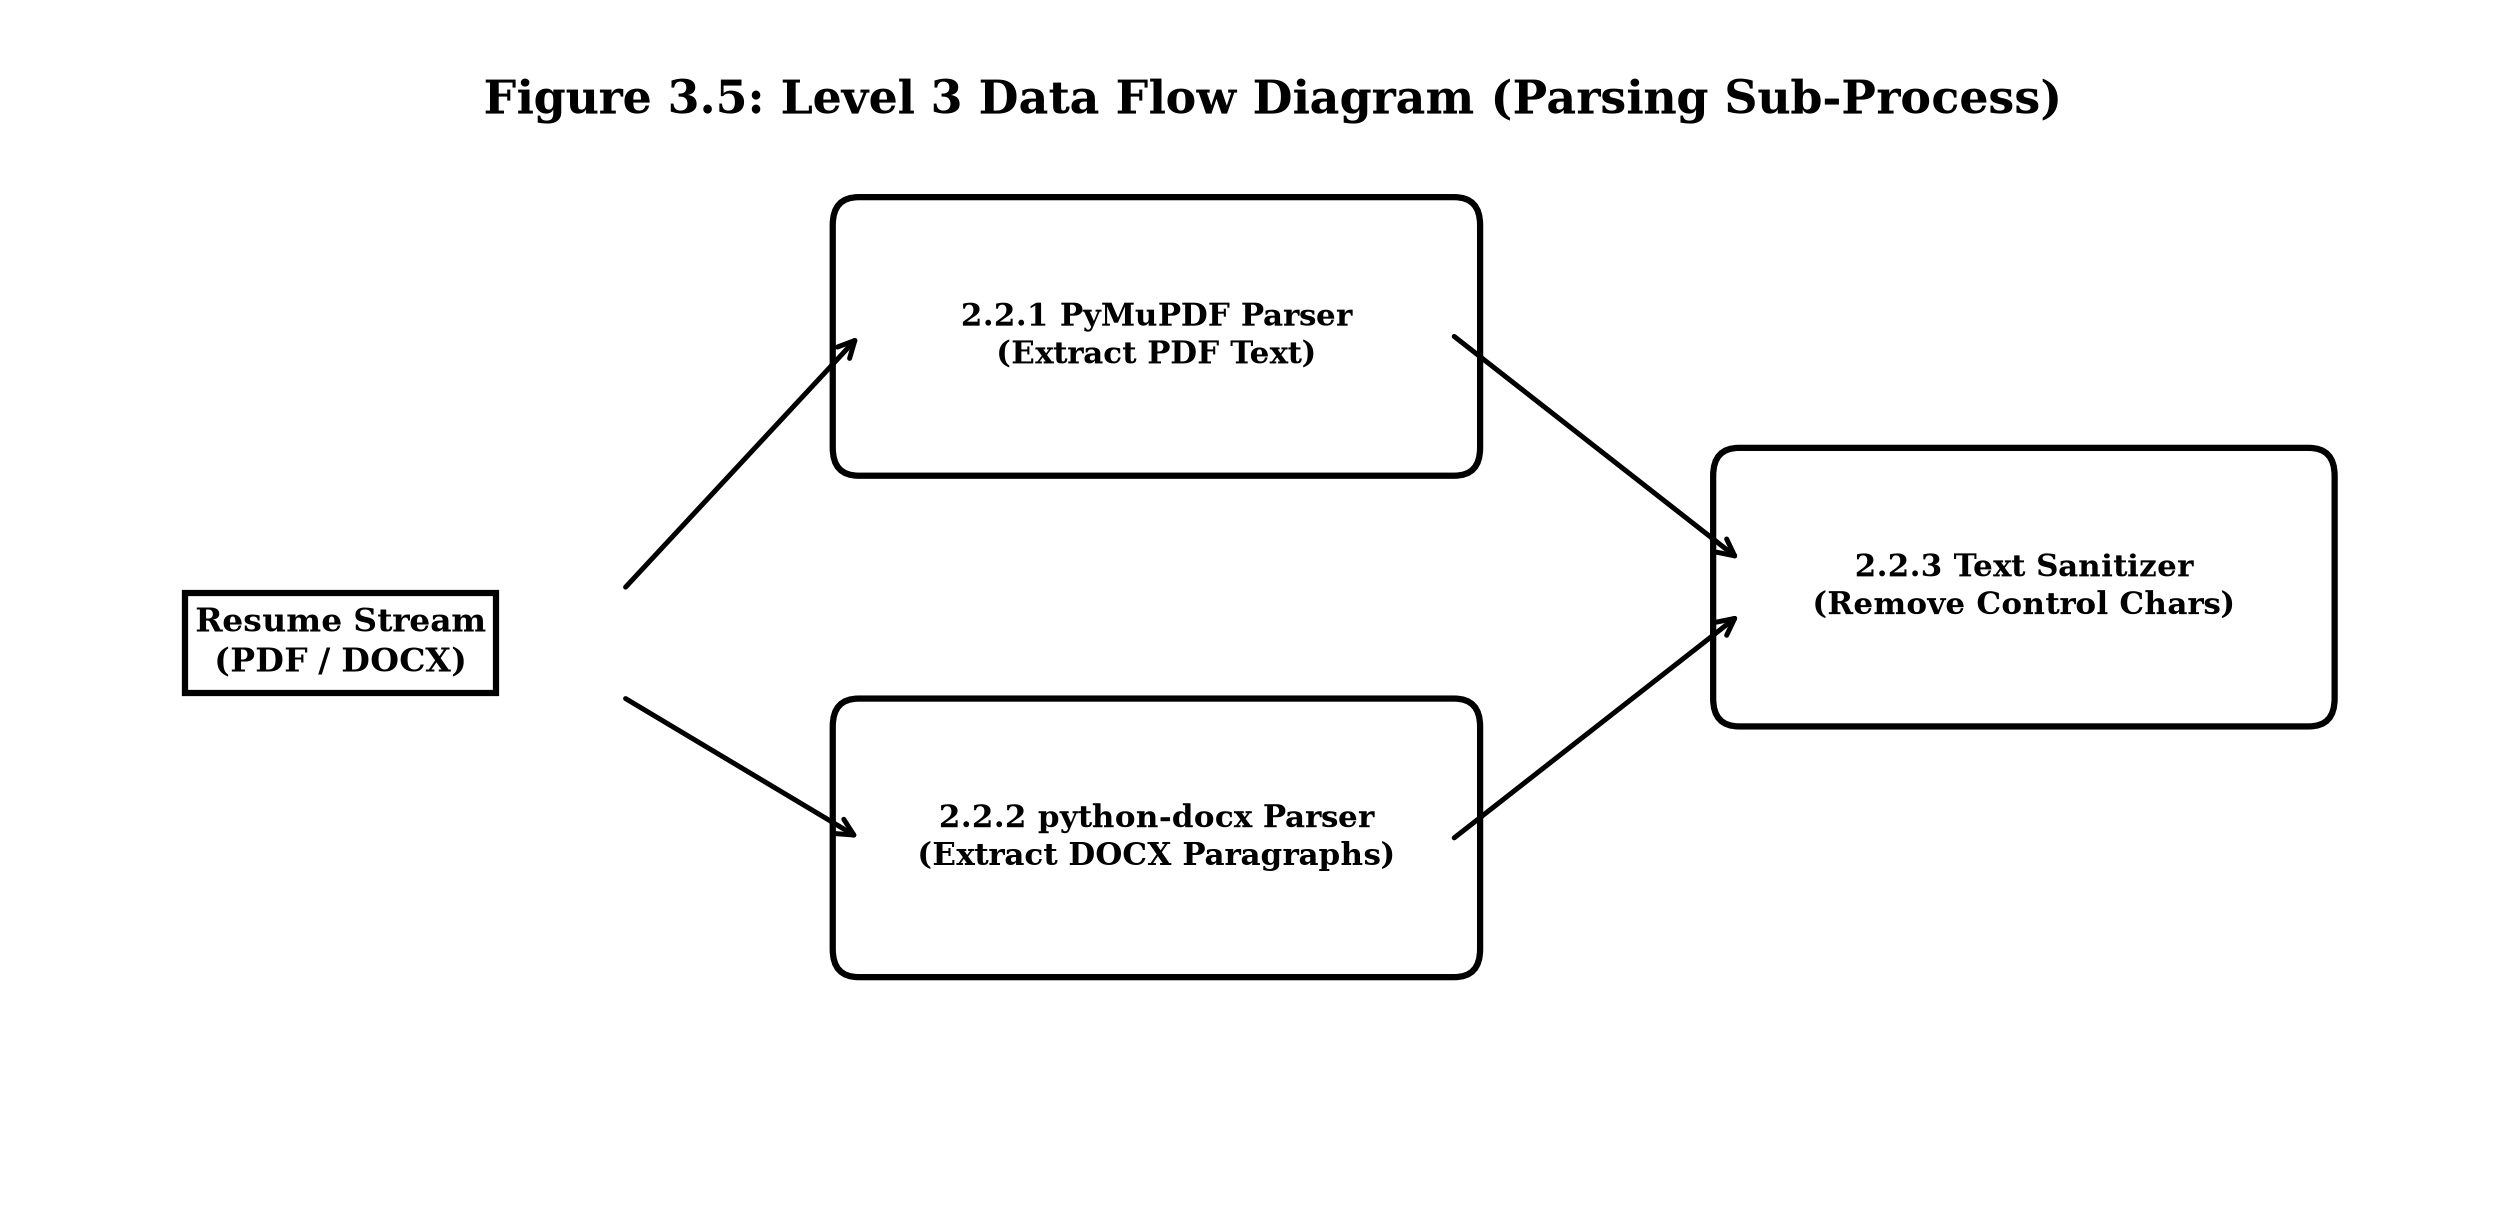 Figure 3.5: Level 3 Data Flow Diagram (Parsing Sub-Process)
2.2.1 PyMuPDF Parser
(Extract PDF Text)
Resume Stream
(PDF / DOCX)
2.2.3 Text Sanitizer
(Remove Control Chars)
2.2.2 python-docx Parser
(Extract DOCX Paragraphs)